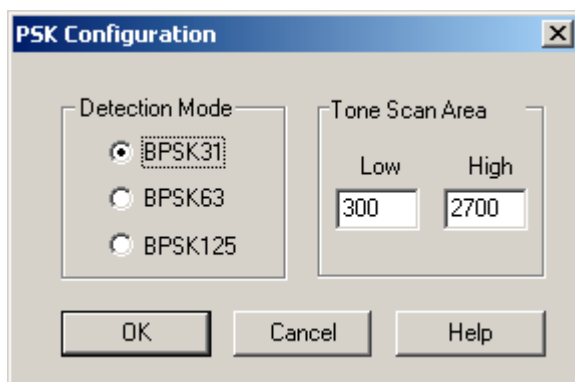 PSK Configuration
Detection Mode
BPSK31
BPSK63
BPSK125
Tone Scan Area
Low High
300 2700
OK Cancel Help